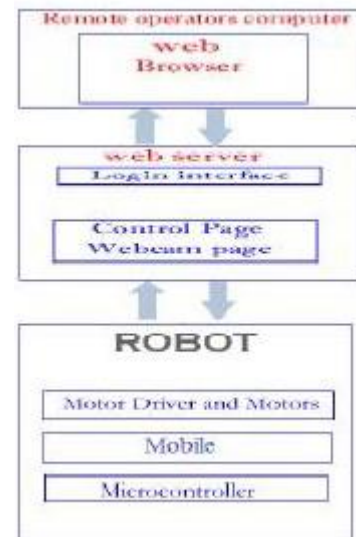 Remote operators computer
web
Browser
web server
Login interface
Control Page
Webcam page
ROBOT
Motor Driver and Motors
Mobile
Microcontroller